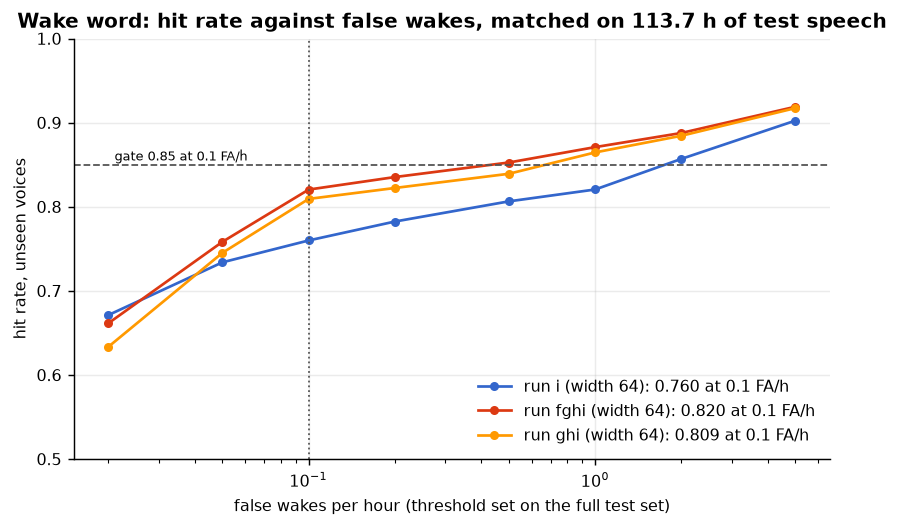 Wake word: hit rate against false wakes, matched on 113.7 h of test speech
1.0
0.9
0.8
0.7
0.6
0.5
hit rate, unseen voices
gate 0.85 at 0.1 FA/h
run i (width 64): 0.760 at 0.1 FA/h
run fghi (width 64): 0.820 at 0.1 FA/h
run ghi (width 64): 0.809 at 0.1 FA/h
10⁻¹
10⁰
false wakes per hour (threshold set on the full test set)